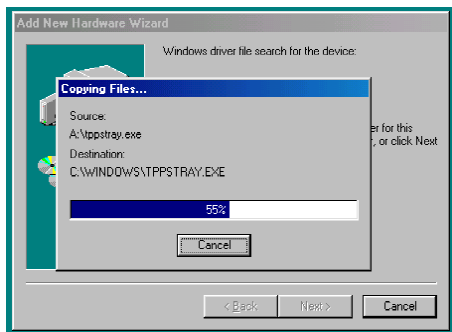 Add New Hardware Wizard
Windows driver file search for the device:
Copying Files...
Source:
A:\tppstray.exe
Destination:
C:\WINDOWS\TPPSTRAY.EXE
er for this
, or click Next
55%
Cancel
< Back
Next >
Cancel